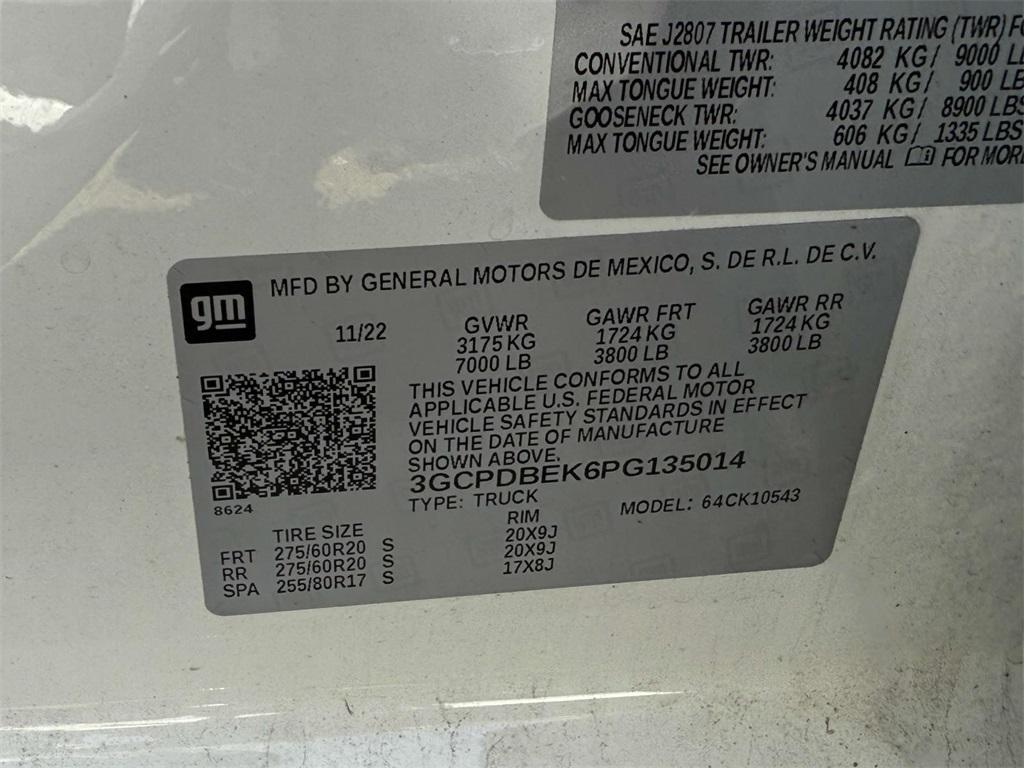 SAE J2807 TRAILER WEIGHT RATING (TWR)
CONVENTIONAL TWR: 4082 KG/ 9000
MAX TONGUE WEIGHT: 408 KG/ 900 LB
GOOSENECK TWR: 4037 KG/ 8900 LBS
MAX TONGUE WEIGHT: 606 KG/ 1335 LBS
SEE OWNER'S MANUAL FOR
gm
MFD BY GENERAL MOTORS DE MEXICO, S. DE R.L. DE C.V.
11/22 GVWR GAWR FRT GAWR RR
3175 KG 1724 KG 1724 KG
7000 LB 3800 LB 3800 LB
THIS VEHICLE CONFORMS TO ALL
APPLICABLE U.S. FEDERAL MOTOR
VEHICLE SAFETY STANDARDS IN EFFECT
ON THE DATE OF MANUFACTURE
SHOWN ABOVE.
3GCPDBEK6PG135014
TYPE: TRUCK MODEL: 64CK10543
8624
TIRE SIZE RIM
FRT 275/60R20 S 20X9J
RR 275/60R20 S 20X9J
SPA 255/80R17 S 17X8J